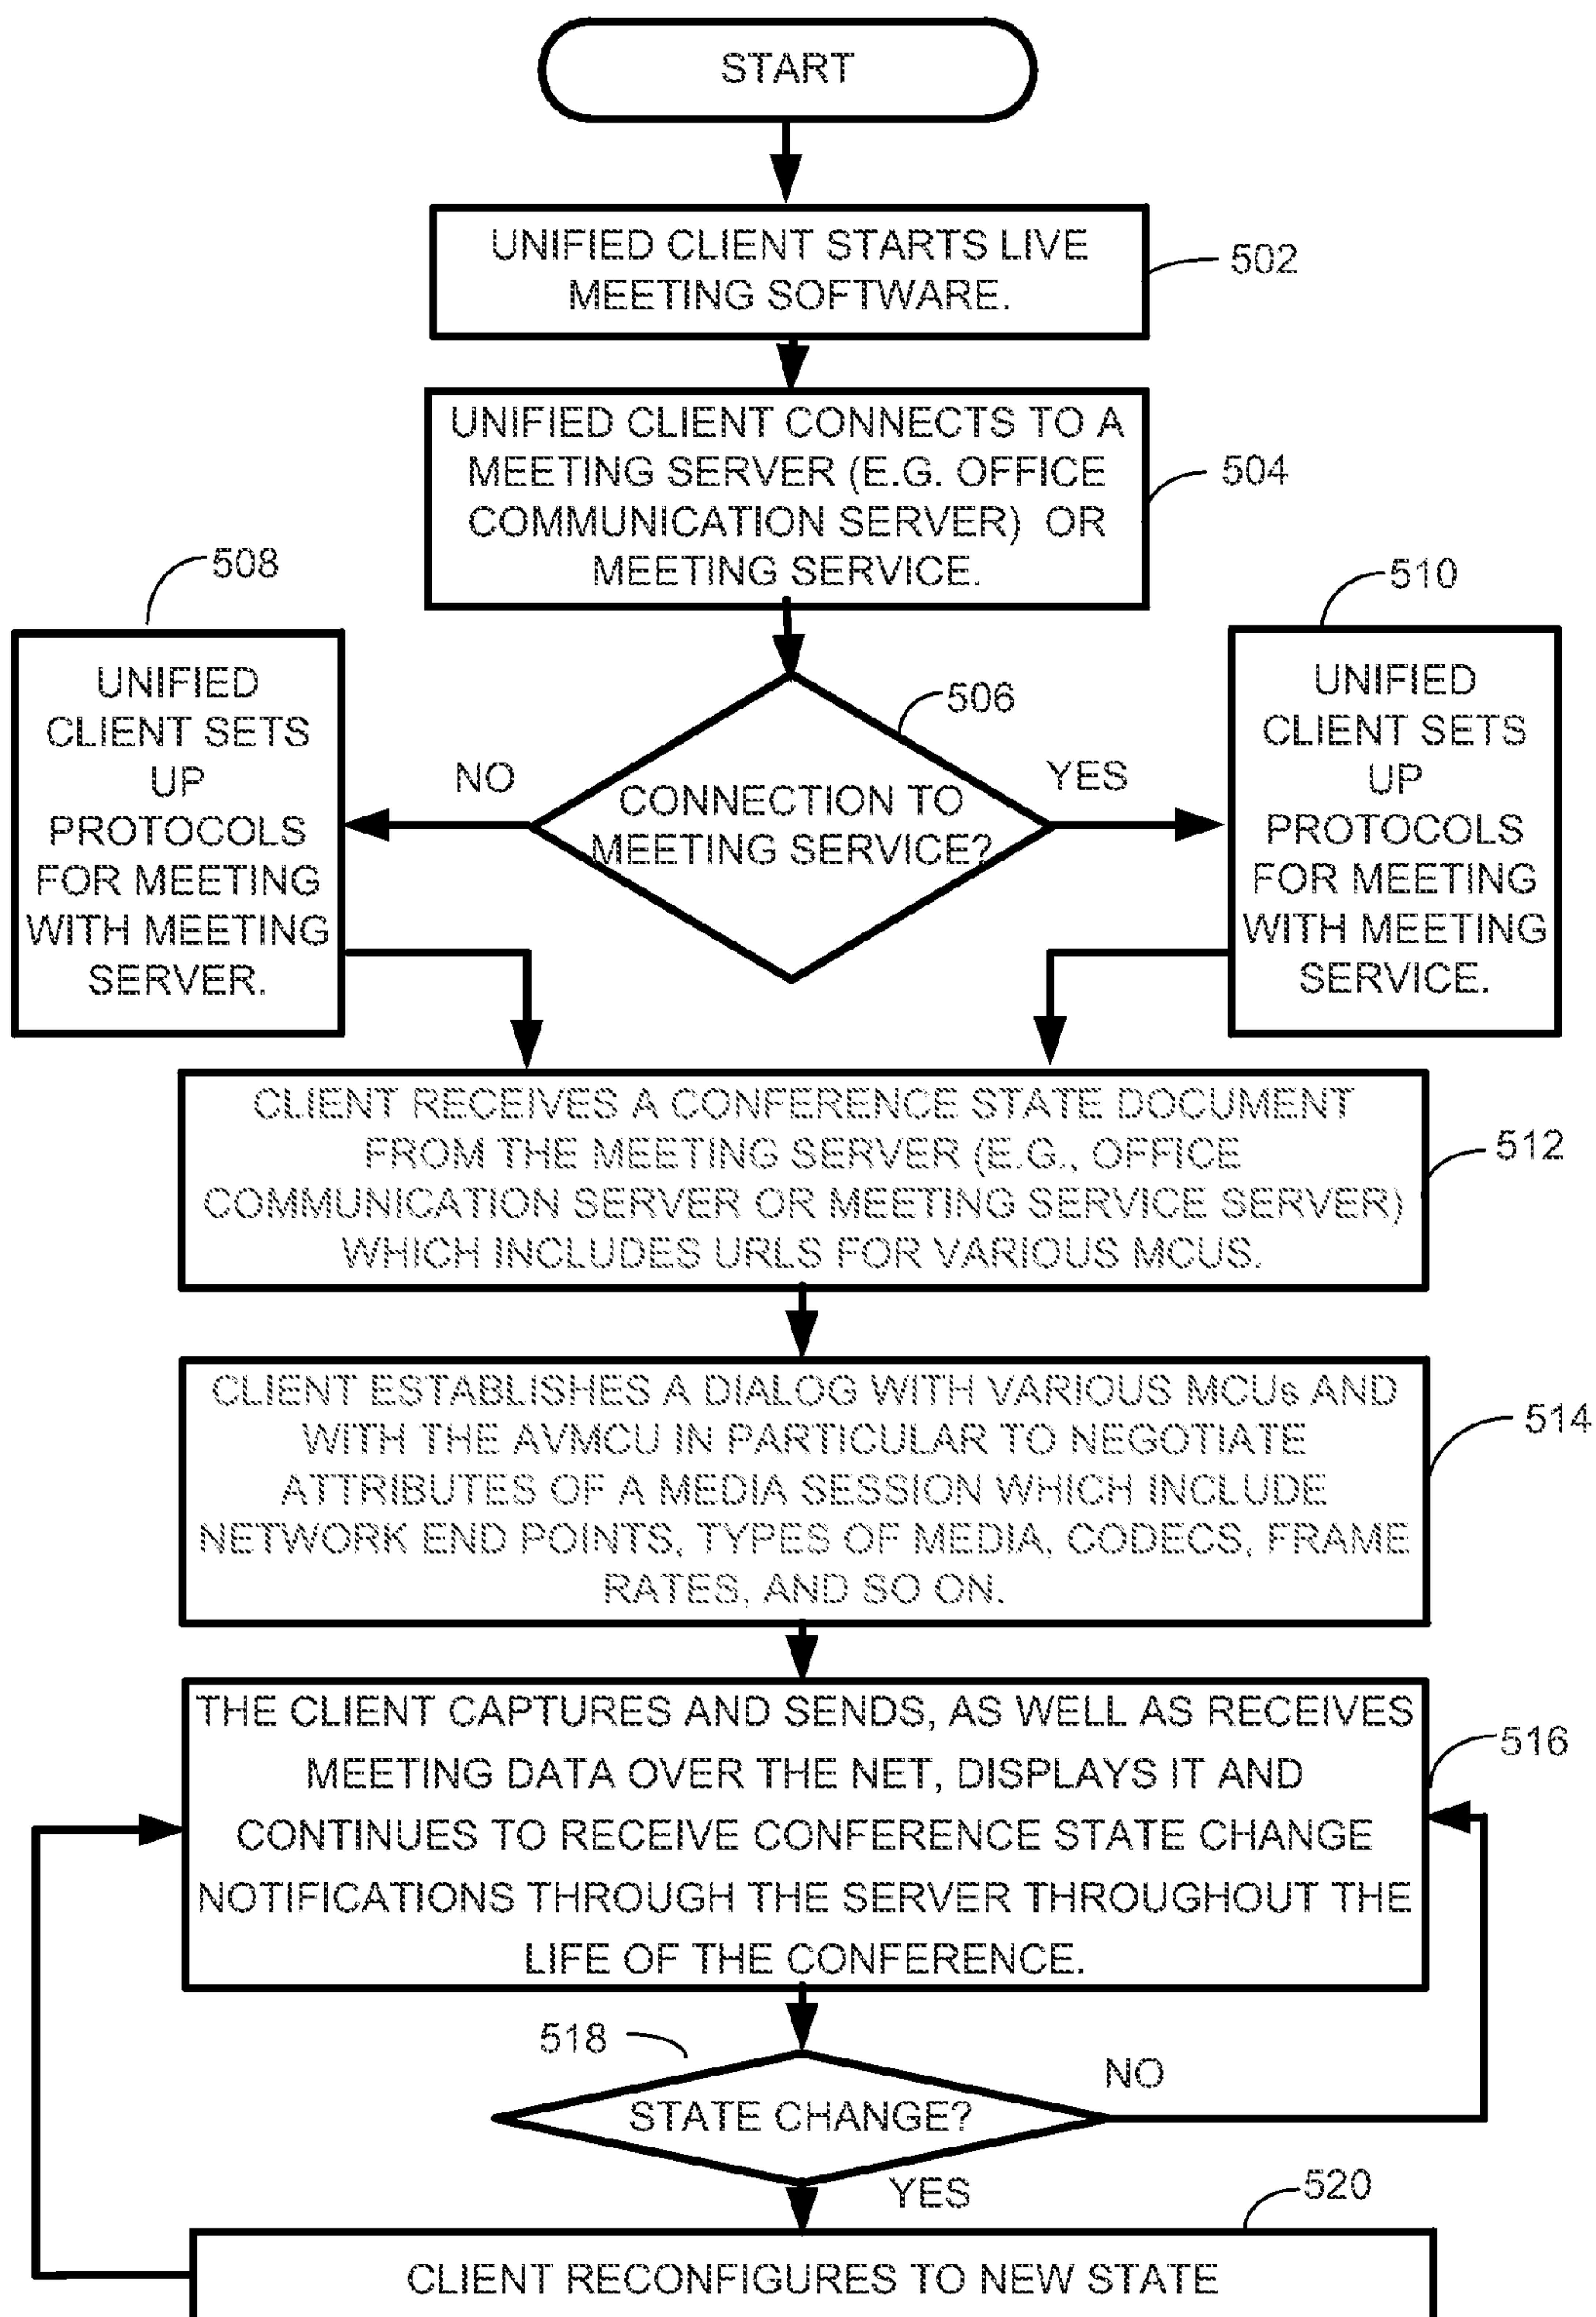 START
UNIFIED CLIENT STARTS LIVE
MEETING SOFTWARE.
502
UNIFIED CLIENT CONNECTS TO A
MEETING SERVER (E.G. OFFICE
COMMUNICATION SERVER) OR
MEETING SERVICE.
504
508
UNIFIED
CLIENT SETS
UP
PROTOCOLS
FOR MEETING
WITH MEETING
SERVER.
506
NO
CONNECTION TO
MEETING SERVICE?
YES
510
UNIFIED
CLIENT SETS
UP
PROTOCOLS
FOR MEETING
WITH MEETING
SERVICE.
CLIENT RECEIVES A CONFERENCE STATE DOCUMENT
FROM THE MEETING SERVER (E.G., OFFICE
COMMUNICATION SERVER OR MEETING SERVICE SERVER)
WHICH INCLUDES URLS FOR VARIOUS MCUS.
512
CLIENT ESTABLISHES A DIALOG WITH VARIOUS MCUs AND
WITH THE AVMCU IN PARTICULAR TO NEGOTIATE
ATTRIBUTES OF A MEDIA SESSION WHICH INCLUDE
NETWORK END POINTS, TYPES OF MEDIA, CODECS, FRAME
RATES, AND SO ON.
514
THE CLIENT CAPTURES AND SENDS, AS WELL AS RECEIVES
MEETING DATA OVER THE NET, DISPLAYS IT AND
CONTINUES TO RECEIVE CONFERENCE STATE CHANGE
NOTIFICATIONS THROUGH THE SERVER THROUGHOUT THE
LIFE OF THE CONFERENCE.
516
518
STATE CHANGE?
NO
YES
520
CLIENT RECONFIGURES TO NEW STATE